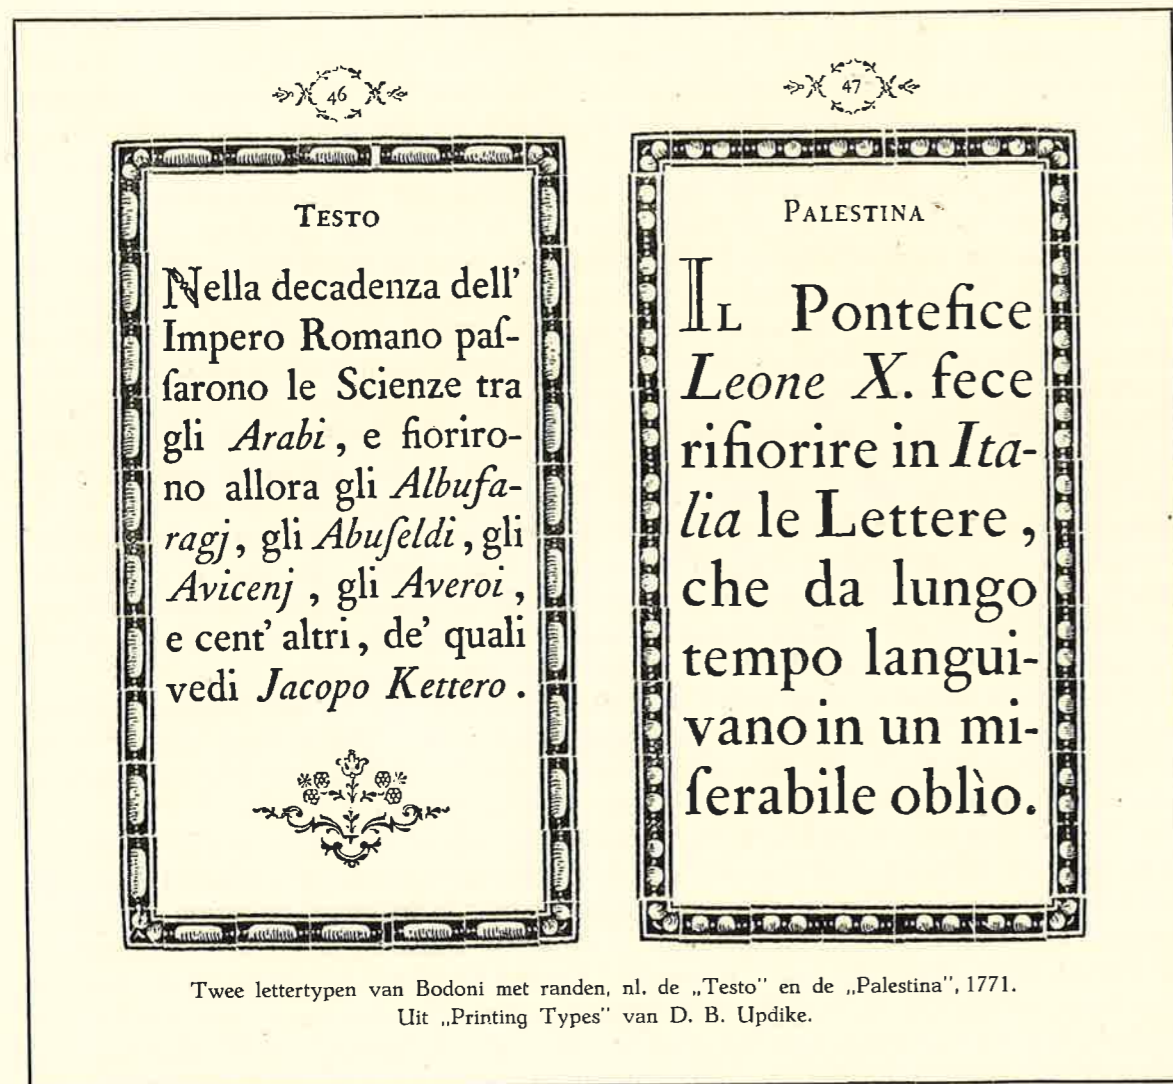 46
TESTO
Nella decadenza dell'
Impero Romano paſ-
ſarono le Scienze tra
gli Arabi, e fioriro-
no allora gli Albufa-
ragj, gli Abuſeldi, gli
Avicenj, gli Averoi,
e cent' altri, de' quali
vedi Jacopo Kettero.
47
PALESTINA
IL Pontefice
Leone X. fece
rifiorire in Ita-
lia le Lettere,
che da lungo
tempo langui-
vano in un mi-
ſerabile oblìo.
Twee lettertypen van Bodoni met randen, nl. de „Testo” en de „Palestina”, 1771.
Uit „Printing Types” van D. B. Updike.